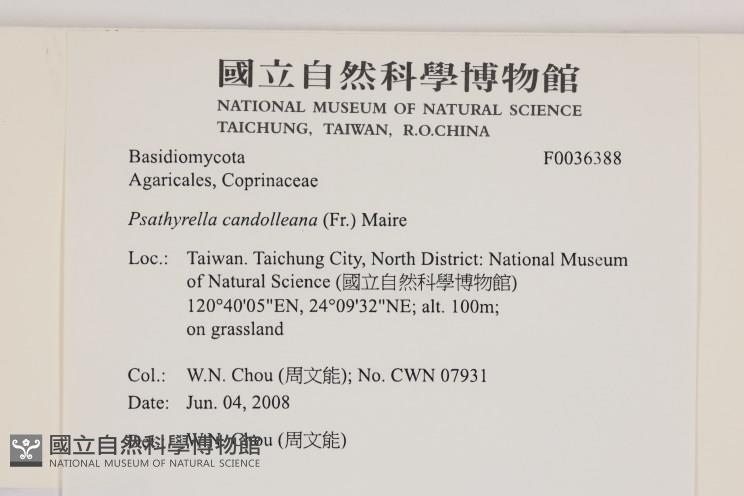 國立自然科學博物館
NATIONAL MUSEUM OF NATURAL SCIENCE
TAICHUNG, TAIWAN, R.O.CHINA
Basidiomycota F0036388
Agaricales, Coprinaceae
Psathyrella candolleana (Fr.) Maire
Loc.: Taiwan. Taichung City, North District: National Museum
of Natural Science (國立自然科學博物館)
120°40'05"EN, 24°09'32"NE; alt. 100m;
on grassland
Col.: W.N. Chou (周文能); No. CWN 07931
Date: Jun. 04, 2008
W.N. Chou (周文能)
國立自然科學博物館
NATIONAL MUSEUM OF NATURAL SCIENCE